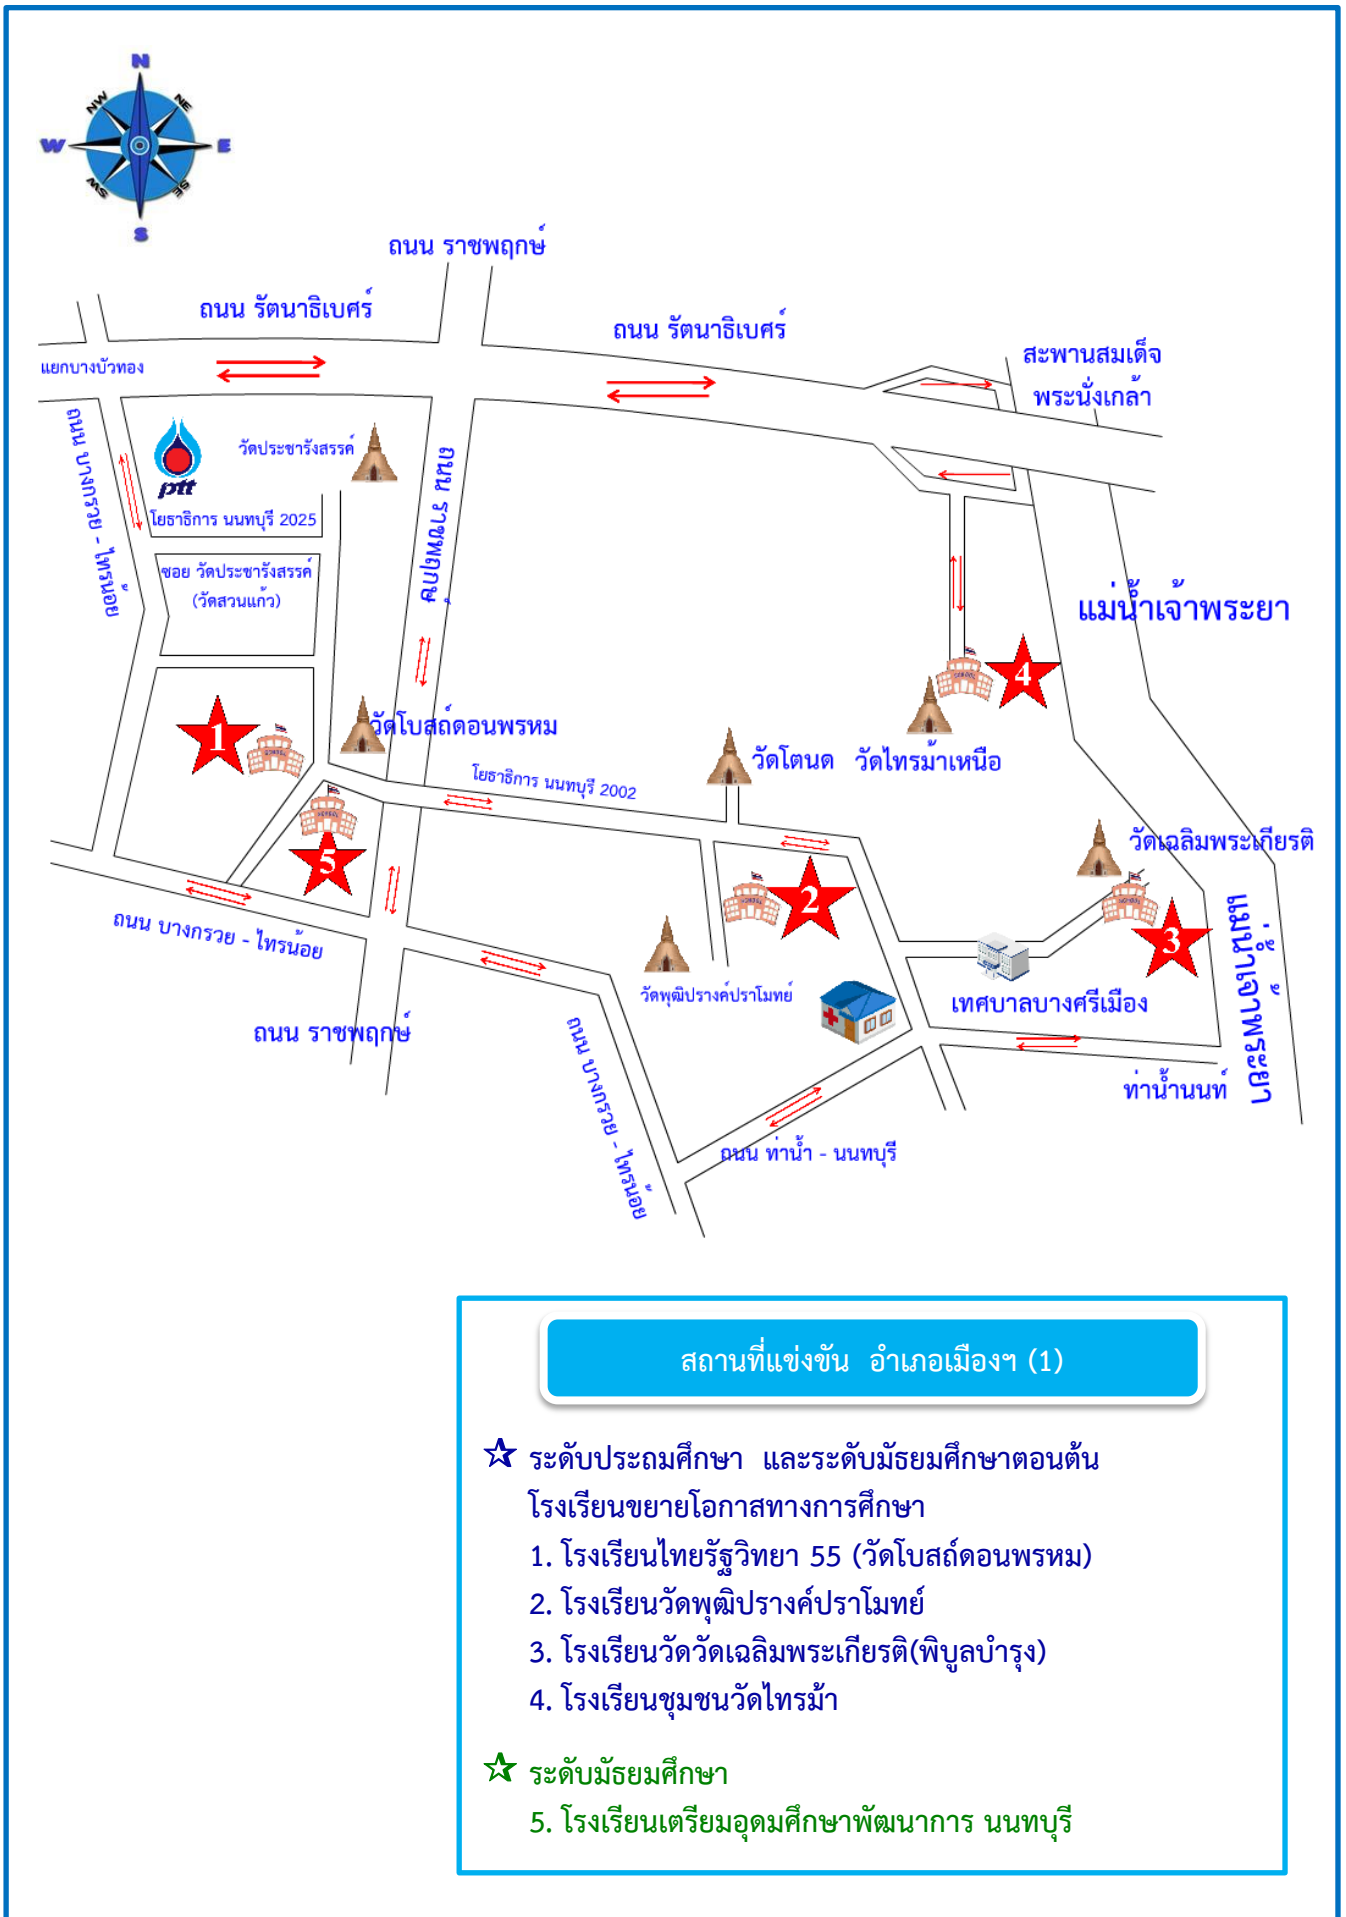 N
NW
NE
W
E
SW
SE
S
ถนน ราชพฤกษ์
ถนน รัตนาธิเบศร์
ถนน รัตนาธิเบศร์
สะพานสมเด็จ
พระนั่งเกล้า
แยกบางบัวทอง
ถนน บางกรวย - ไทรน้อย
ptt
วัดประชารังสรรค์
ถนน ราชพฤกษ์
โยธาธิการ นนทบุรี 2025
ซอย วัดประชารังสรรค์
(วัดสวนแก้ว)
แม่น้ำเจ้าพระยา
4
1
วัดโบสถ์ดอนพรหม
วัดโตนด
วัดไทรม้าเหนือ
โยธาธิการ นนทบุรี 2002
5
วัดเฉลิมพระเกียรติ
2
3
ถนน บางกรวย - ไทรน้อย
แม่น้ำเจ้าพระยา
วัดพุฒิปรางค์ปราโมทย์
เทศบาลบางศรีเมือง
ถนน ราชพฤกษ์
ถนน บางกรวย - ไทรน้อย
ท่าน้ำนนท์
ถนน ท่าน้ำ - นนทบุรี
สถานที่แข่งขัน อำเภอเมืองฯ (1)
ระดับประถมศึกษา และระดับมัธยมศึกษาตอนต้น
โรงเรียนขยายโอกาสทางการศึกษา
1. โรงเรียนไทยรัฐวิทยา 55 (วัดโบสถ์ดอนพรหม)
2. โรงเรียนวัดพุฒิปรางค์ปราโมทย์
3. โรงเรียนวัดวัดเฉลิมพระเกียรติ(พิบูลบำรุง)
4. โรงเรียนชุมชนวัดไทรม้า
ระดับมัธยมศึกษา
5. โรงเรียนเตรียมอุดมศึกษาพัฒนาการ นนทบุรี